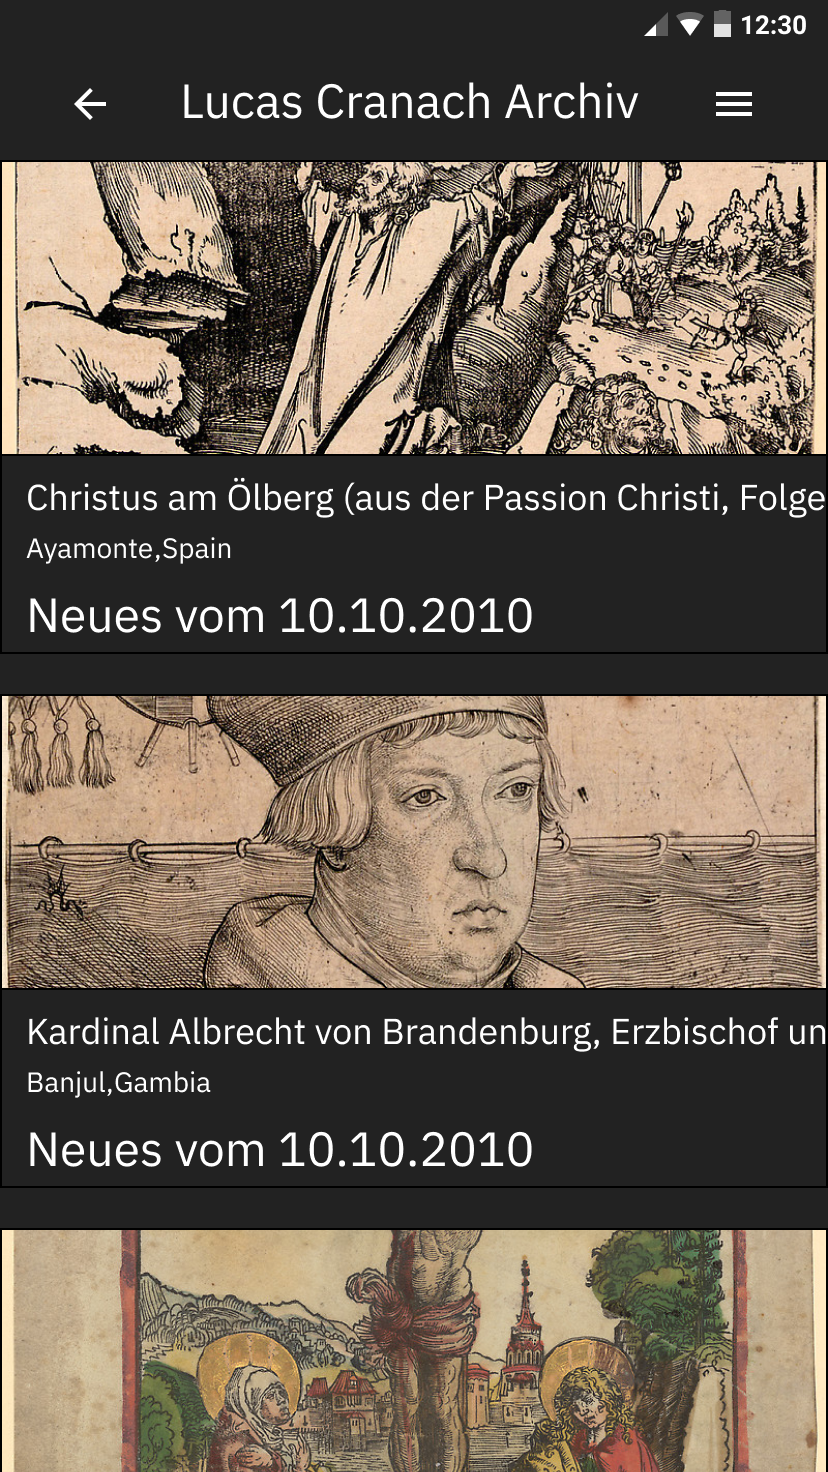 12:30
Lucas Cranach Archiv
Christus am Ölberg (aus der Passion Christi, Folge
Ayamonte,Spain
Neues vom 10.10.2010
Kardinal Albrecht von Brandenburg, Erzbischof un
Banjul,Gambia
Neues vom 10.10.2010